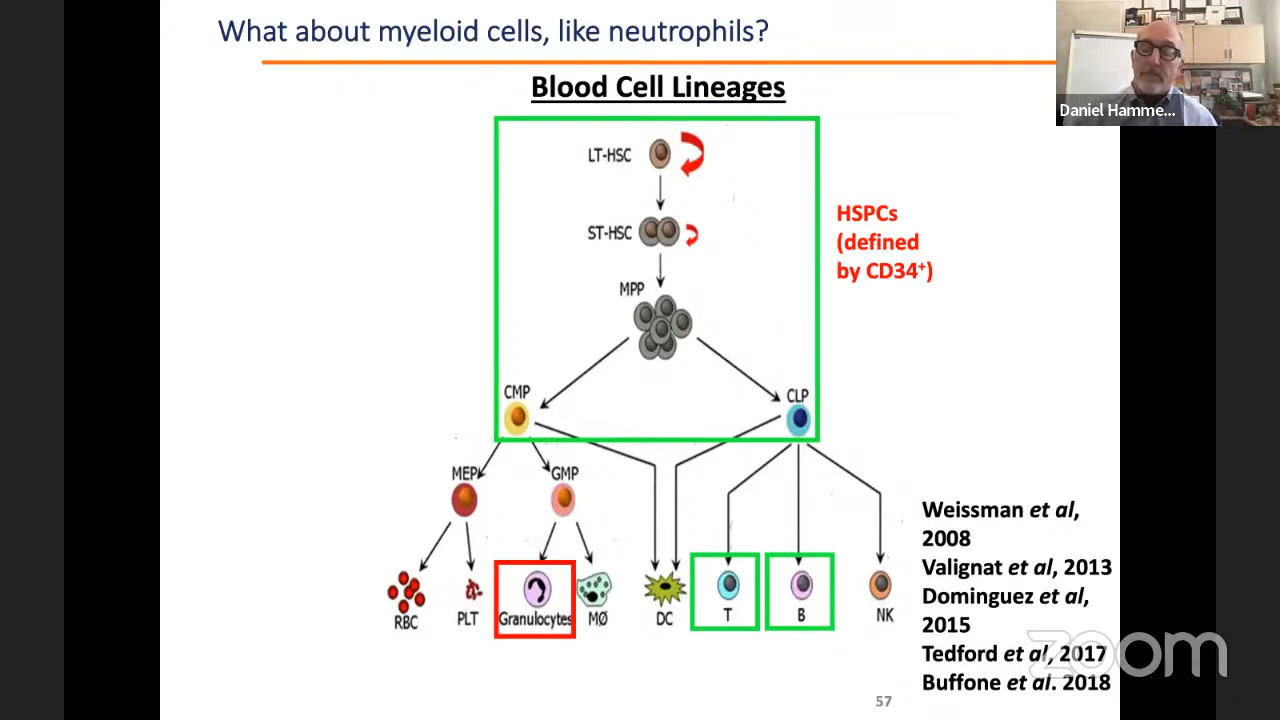 What about myeloid cells, like neutrophils?
Daniel Hamme...
Blood Cell Lineages
LT-HSC
ST-HSC
MPP
HSPCs
(defined
by CD34⁺)
CMP
CLP
MEP
GMP
RBC
PLT
Granulocytes
MØ
DC
T
B
NK
Weissman et al,
2008
Valignat et al, 2013
Dominguez et al,
2015
Tedford et al, 2017
Buffone et al. 2018
zoom
57